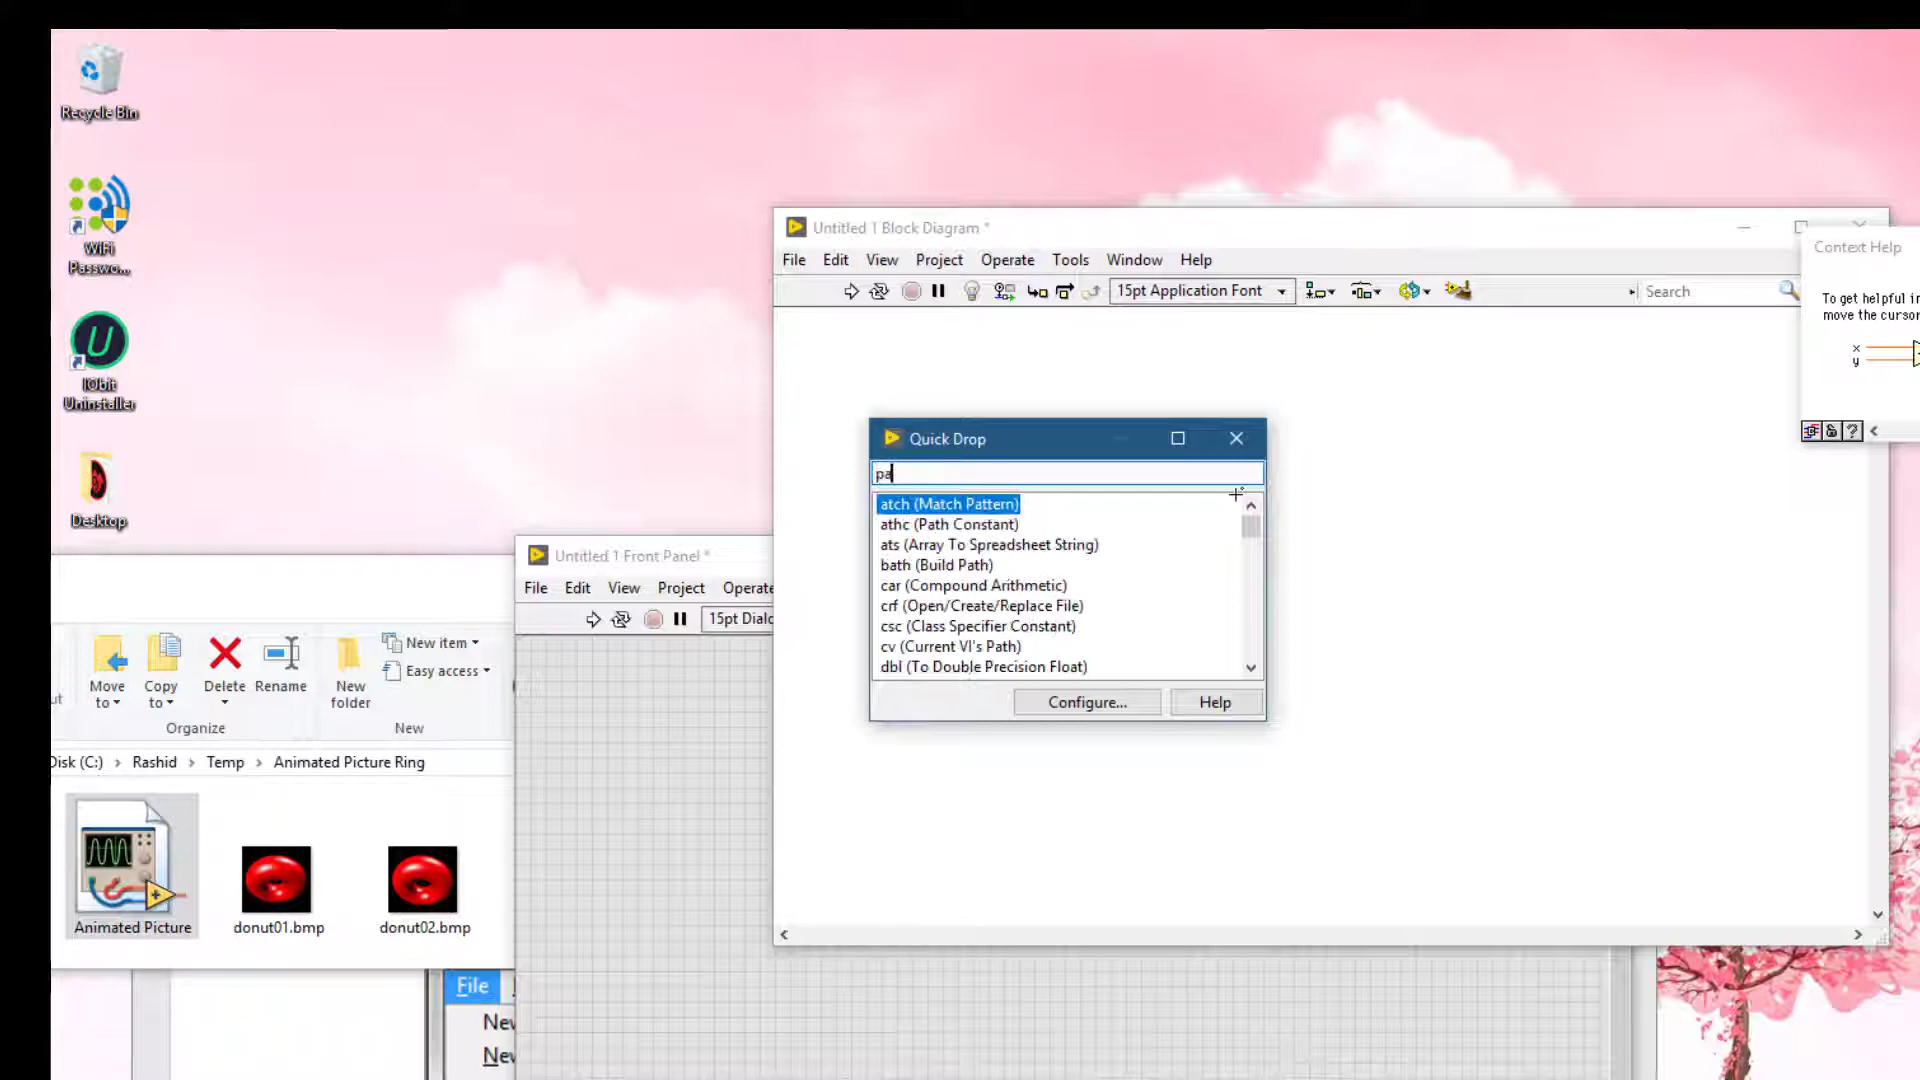 Recycle Bin
WiFi
Passwo...
IObit
Uninstaller
Desktop
Untitled 1 Block Diagram *
File Edit View Project Operate Tools Window Help
15pt Application Font
Search
Context Help
To get helpful in
move the cursor
x
y
?
Quick Drop
pa
atch (Match Pattern)
athc (Path Constant)
ats (Array To Spreadsheet String)
bath (Build Path)
car (Compound Arithmetic)
crf (Open/Create/Replace File)
csc (Class Specifier Constant)
cv (Current VI's Path)
dbl (To Double Precision Float)
Configure... Help
Untitled 1 Front Panel *
File Edit View Project Operate
15pt Dialo
Move
to
Copy
to
Delete
Rename
New
folder
New item
Easy access
ut
Organize
New
Disk (C:) > Rashid > Temp > Animated Picture Ring
Animated Picture
donut01.bmp
donut02.bmp
File
New
New